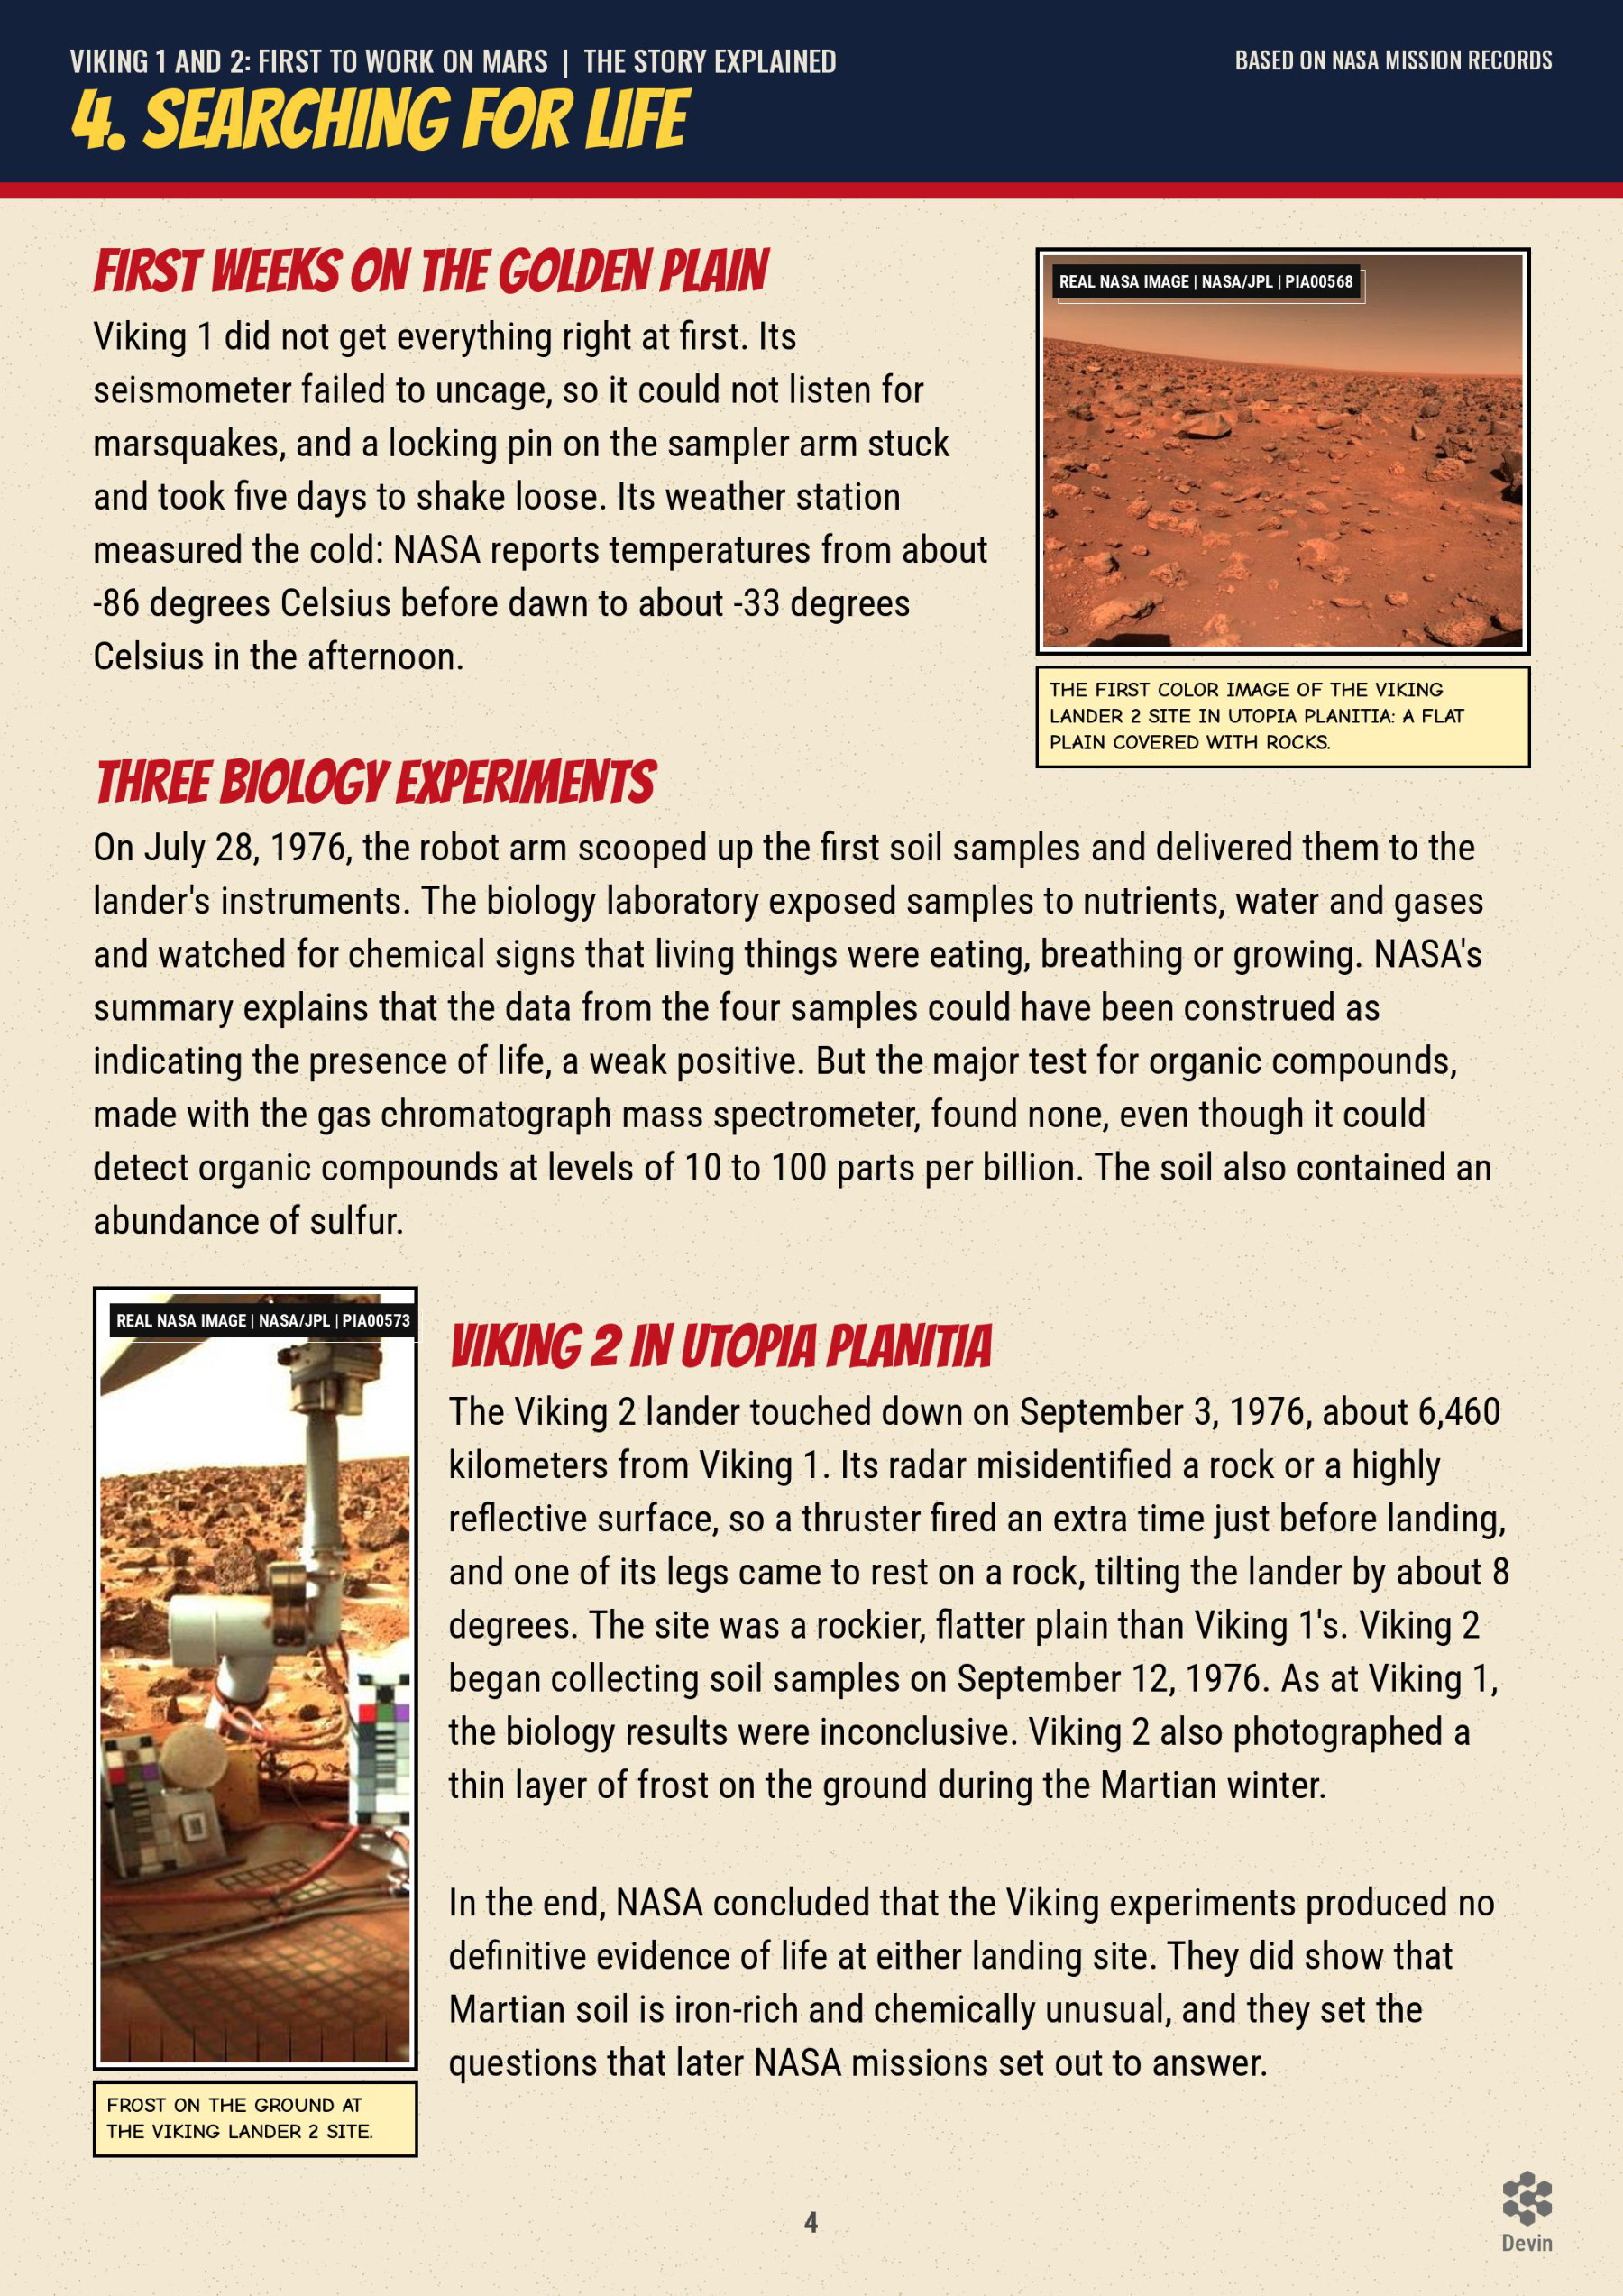 VIKING 1 AND 2: FIRST TO WORK ON MARS | THE STORY EXPLAINED
BASED ON NASA MISSION RECORDS
4. SEARCHING FOR LIFE
FIRST WEEKS ON THE GOLDEN PLAIN
Viking 1 did not get everything right at first. Its
seismometer failed to uncage, so it could not listen for
marsquakes, and a locking pin on the sampler arm stuck
and took five days to shake loose. Its weather station
measured the cold: NASA reports temperatures from about
-86 degrees Celsius before dawn to about -33 degrees
Celsius in the afternoon.
REAL NASA IMAGE | NASA/JPL | PIA00568
THE FIRST COLOR IMAGE OF THE VIKING
LANDER 2 SITE IN UTOPIA PLANITIA: A FLAT
PLAIN COVERED WITH ROCKS.
THREE BIOLOGY EXPERIMENTS
On July 28, 1976, the robot arm scooped up the first soil samples and delivered them to the
lander's instruments. The biology laboratory exposed samples to nutrients, water and gases
and watched for chemical signs that living things were eating, breathing or growing. NASA's
summary explains that the data from the four samples could have been construed as
indicating the presence of life, a weak positive. But the major test for organic compounds,
made with the gas chromatograph mass spectrometer, found none, even though it could
detect organic compounds at levels of 10 to 100 parts per billion. The soil also contained an
abundance of sulfur.
REAL NASA IMAGE | NASA/JPL | PIA00573
FROST ON THE GROUND AT
THE VIKING LANDER 2 SITE.
VIKING 2 IN UTOPIA PLANITIA
The Viking 2 lander touched down on September 3, 1976, about 6,460
kilometers from Viking 1. Its radar misidentified a rock or a highly
reflective surface, so a thruster fired an extra time just before landing,
and one of its legs came to rest on a rock, tilting the lander by about 8
degrees. The site was a rockier, flatter plain than Viking 1's. Viking 2
began collecting soil samples on September 12, 1976. As at Viking 1,
the biology results were inconclusive. Viking 2 also photographed a
thin layer of frost on the ground during the Martian winter.
In the end, NASA concluded that the Viking experiments produced no
definitive evidence of life at either landing site. They did show that
Martian soil is iron-rich and chemically unusual, and they set the
questions that later NASA missions set out to answer.
4
Devin